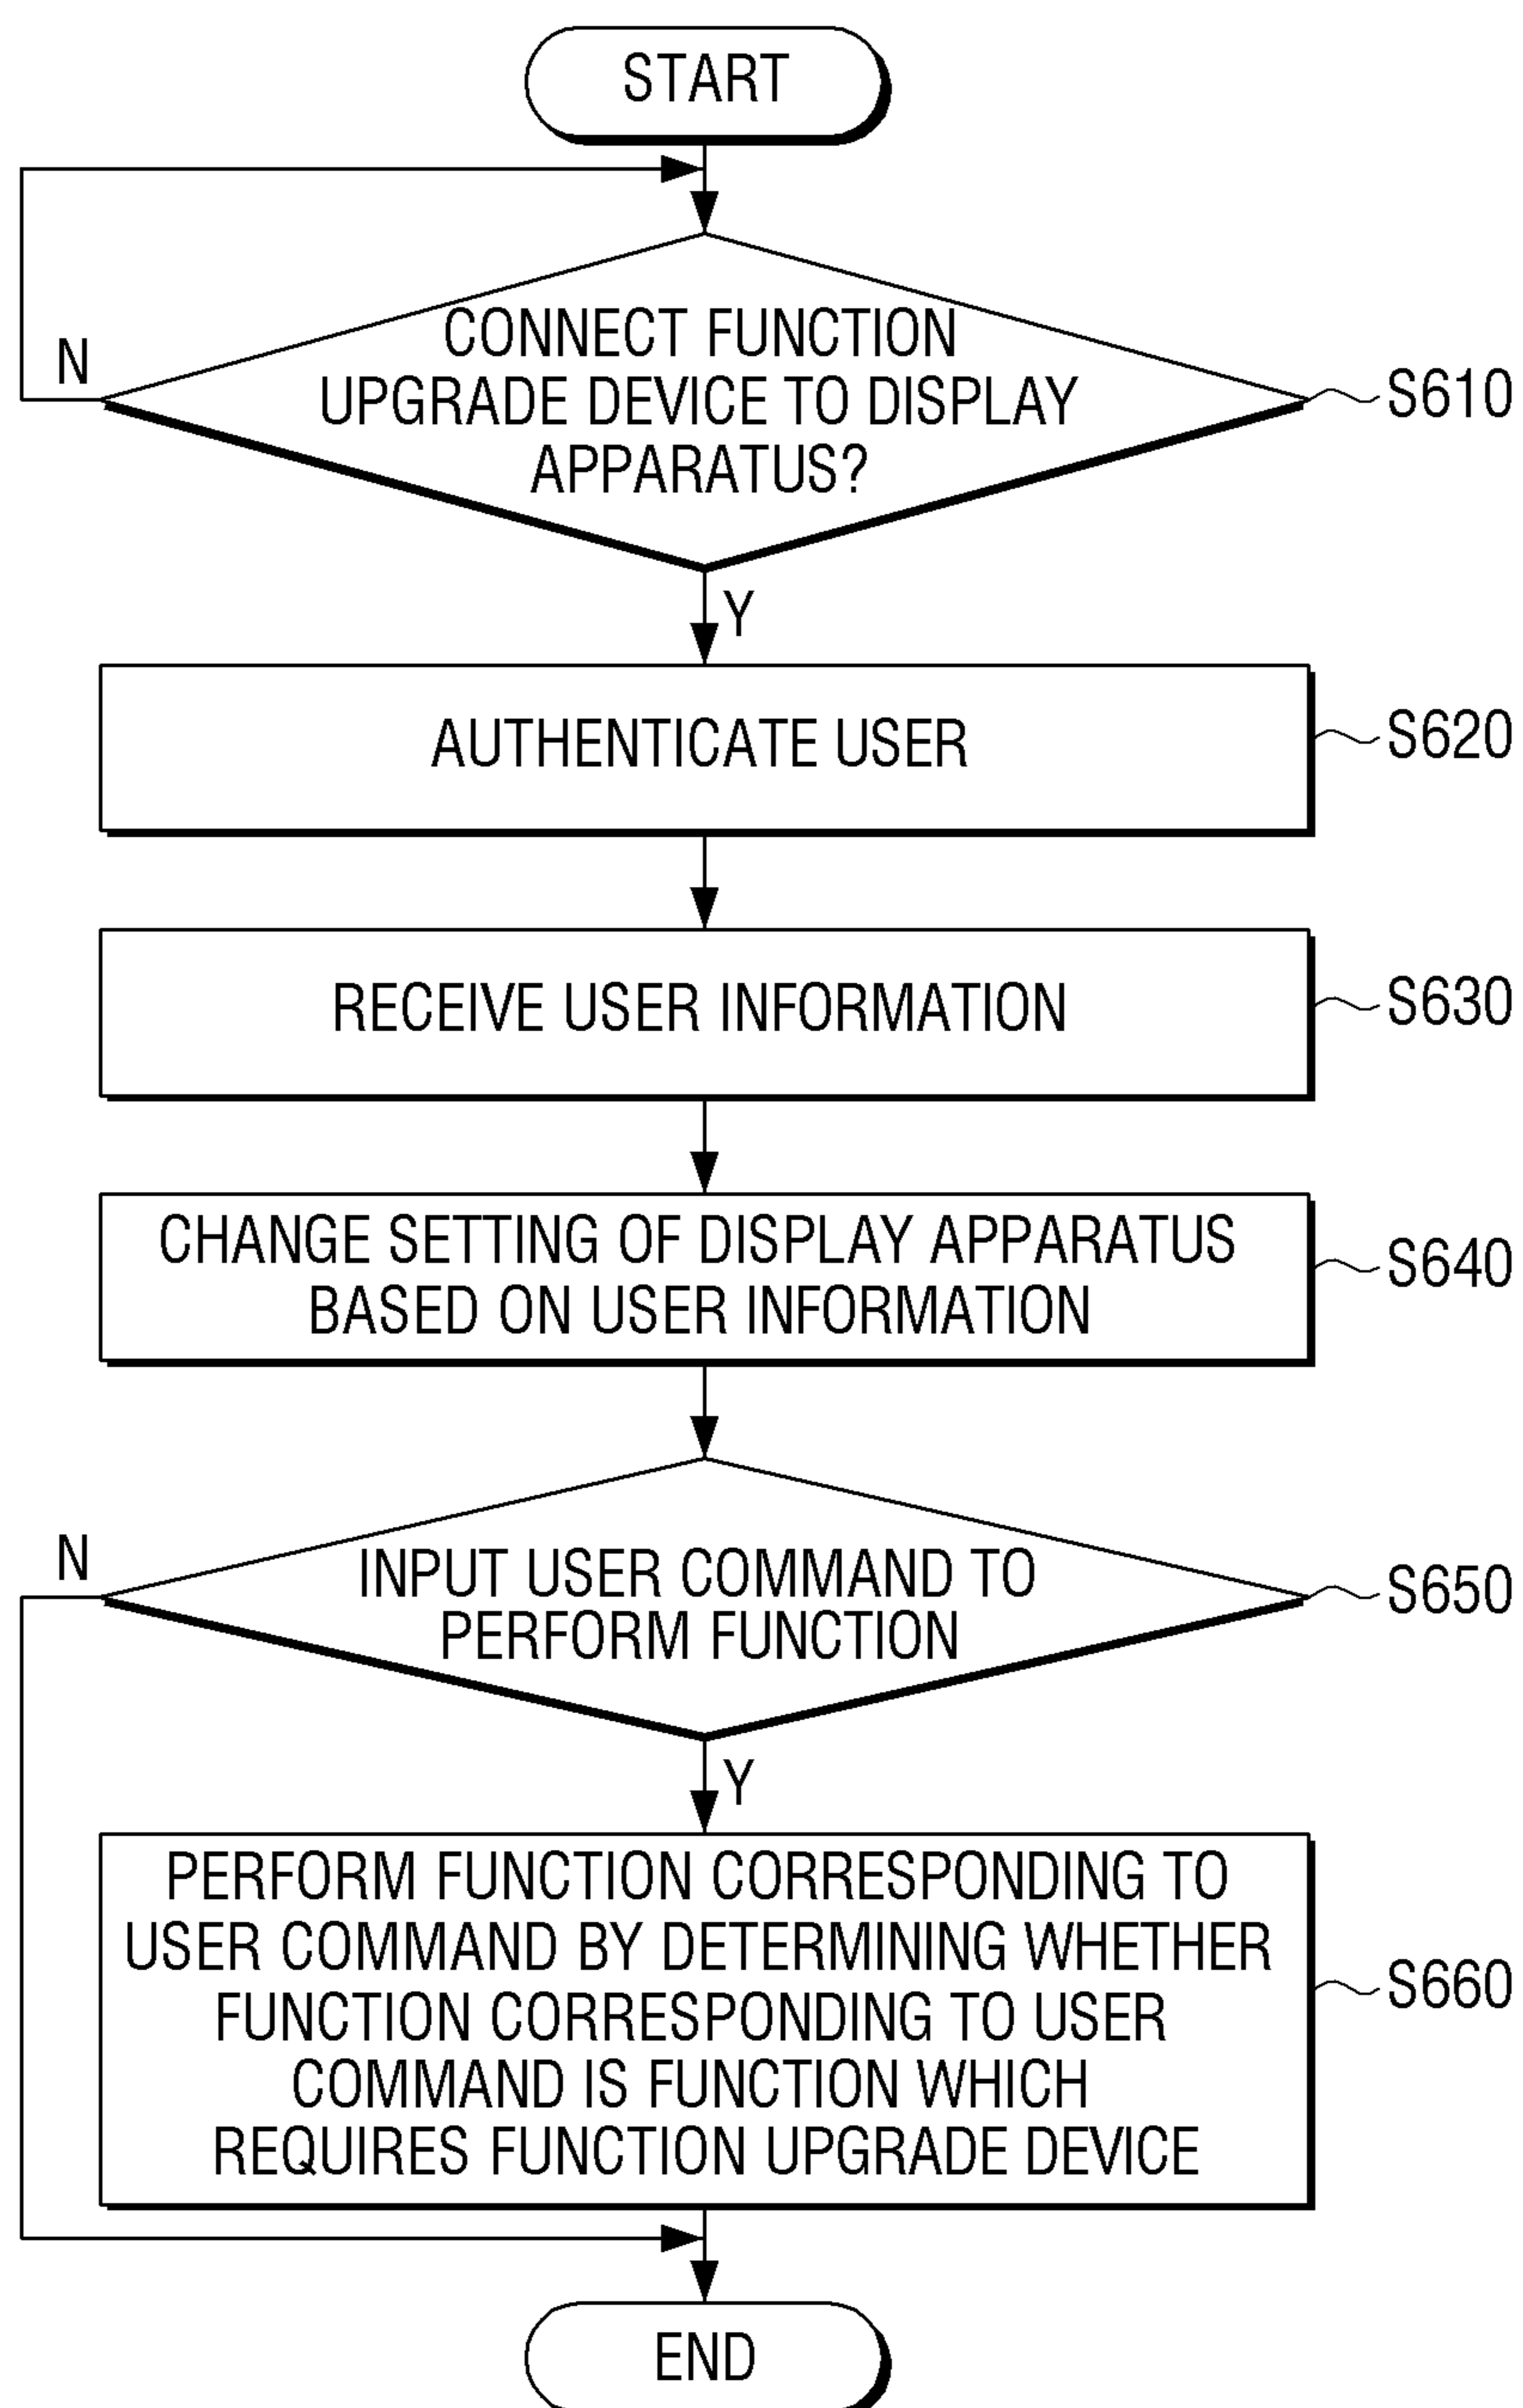 START
N
CONNECT FUNCTION
UPGRADE DEVICE TO DISPLAY
APPARATUS?
S610
Y
AUTHENTICATE USER
S620
RECEIVE USER INFORMATION
S630
CHANGE SETTING OF DISPLAY APPARATUS
BASED ON USER INFORMATION
S640
N
INPUT USER COMMAND TO
PERFORM FUNCTION
S650
Y
PERFORM FUNCTION CORRESPONDING TO
USER COMMAND BY DETERMINING WHETHER
FUNCTION CORRESPONDING TO USER
COMMAND IS FUNCTION WHICH
REQUIRES FUNCTION UPGRADE DEVICE
S660
END